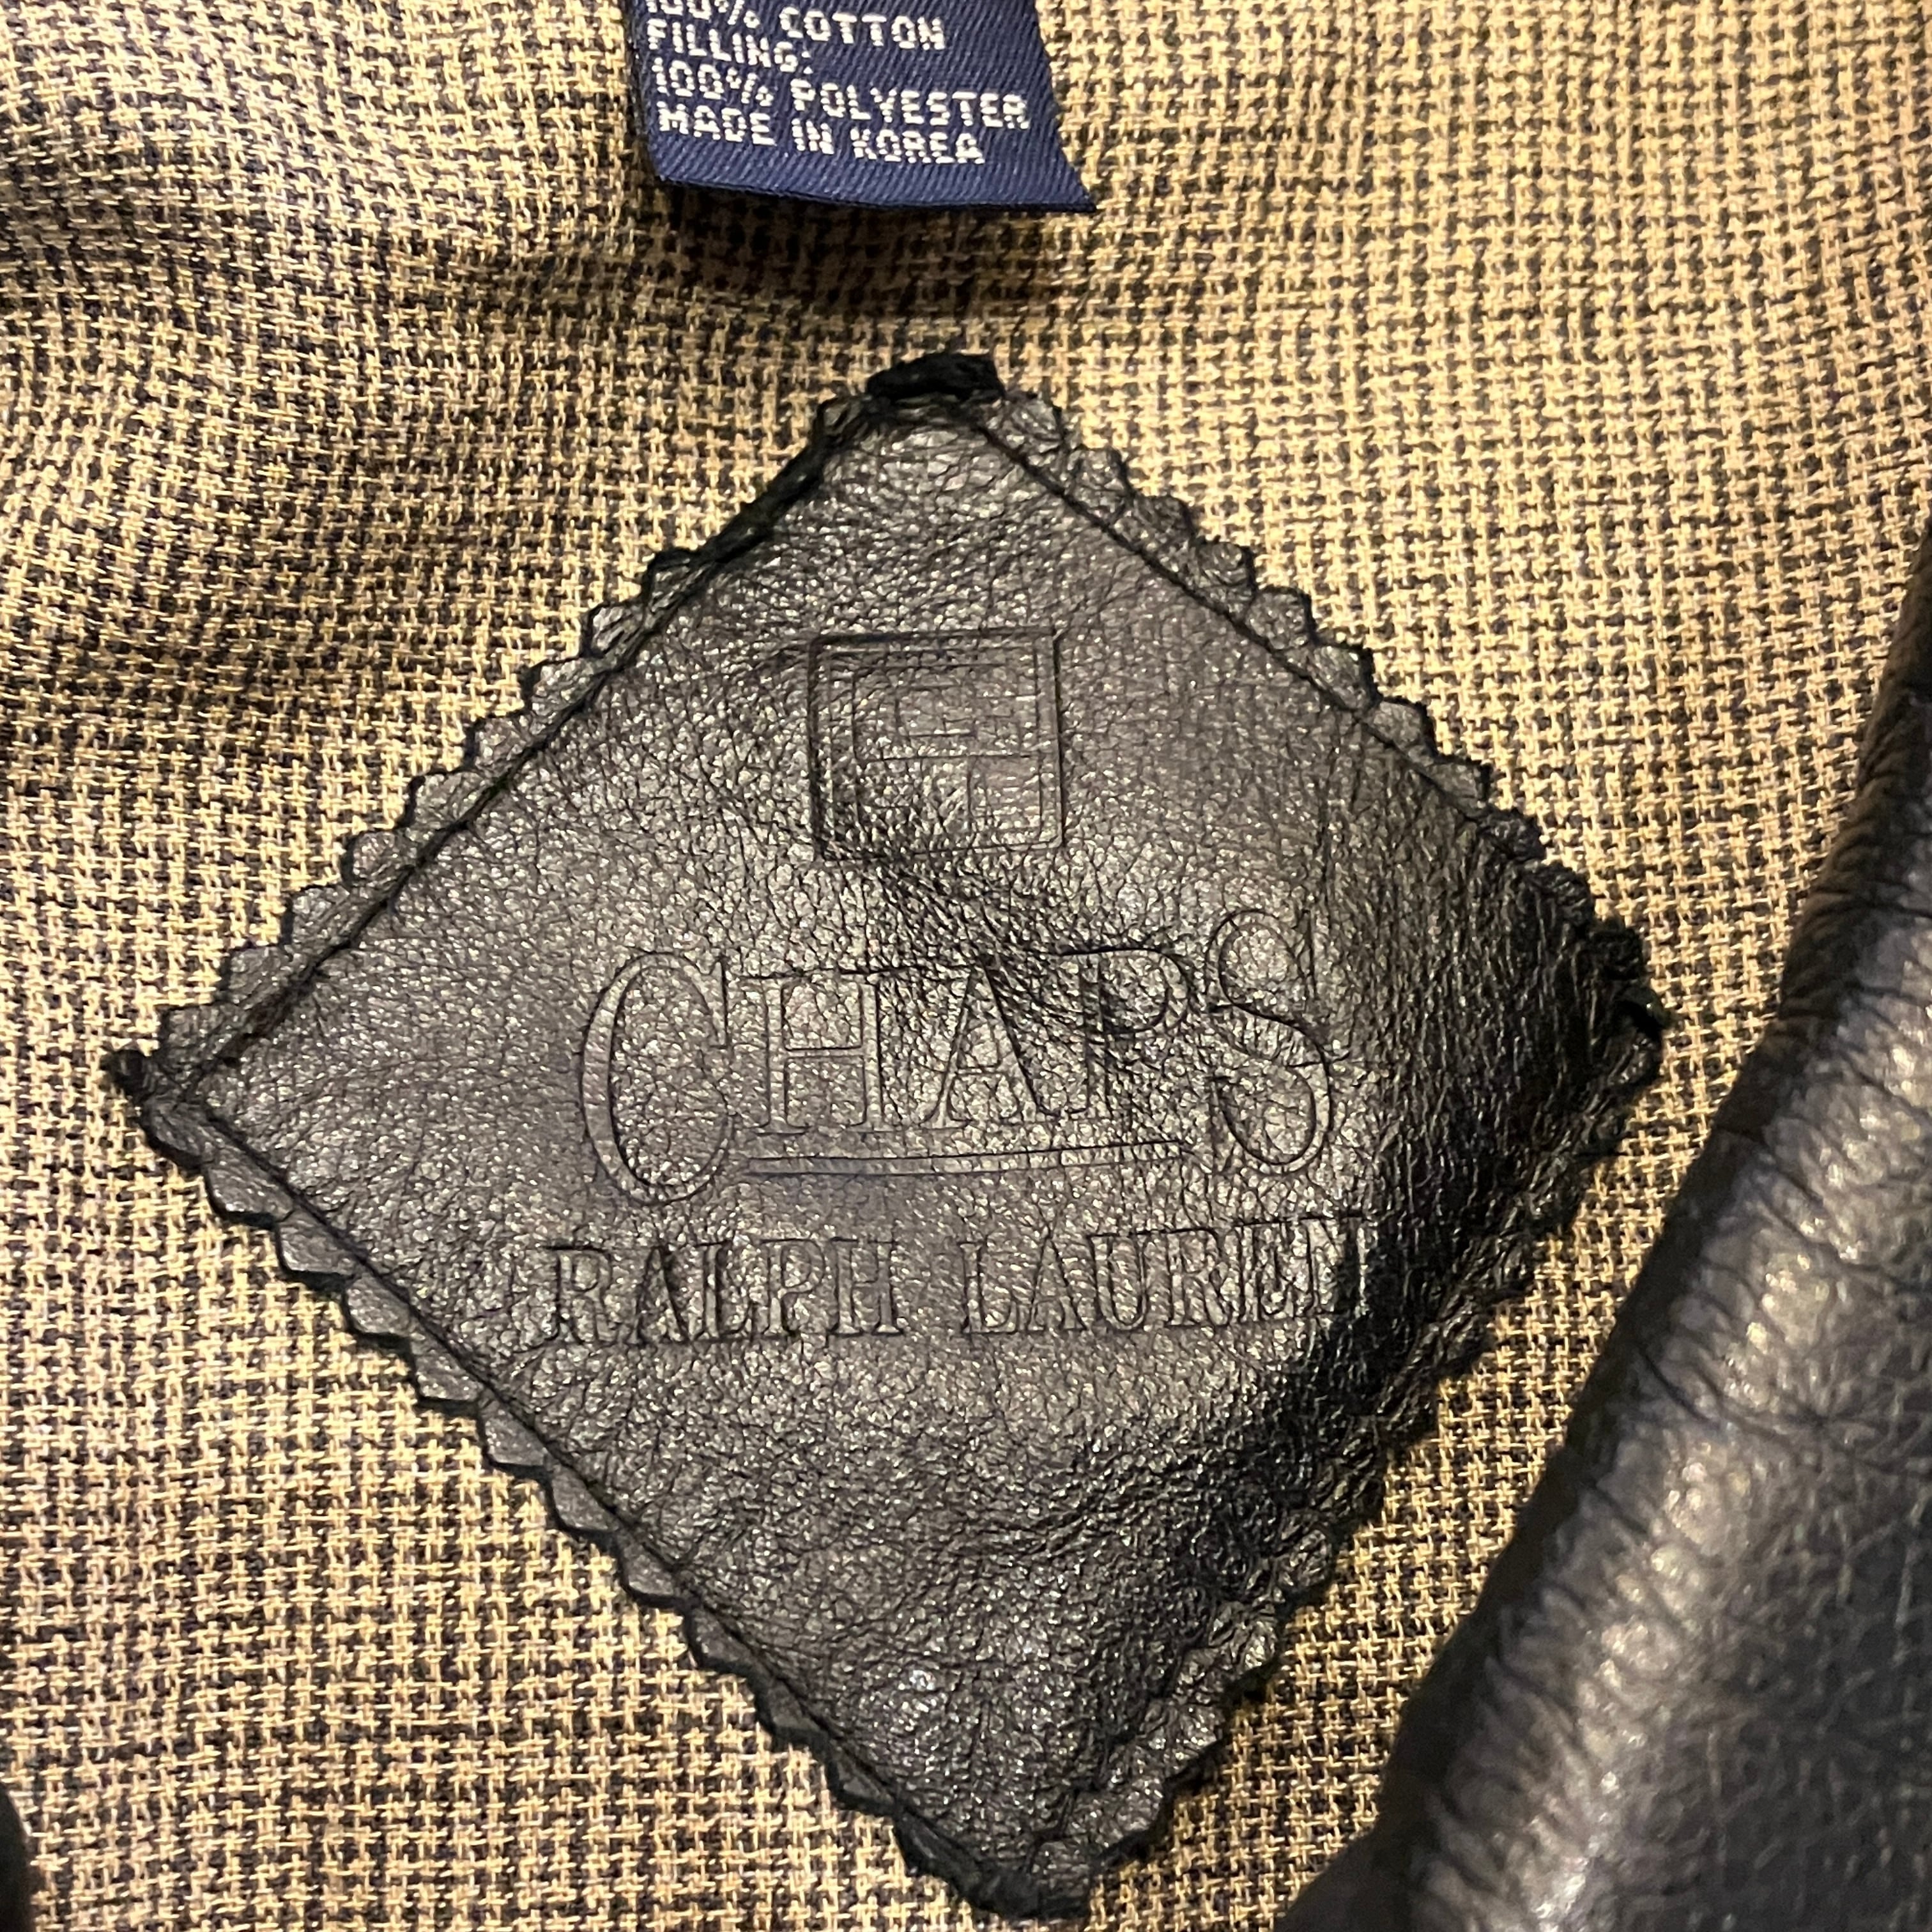 100% COTTON
FILLING:
100% POLYESTER
MADE IN KOREA
CHAPS
RALPH LAUREN